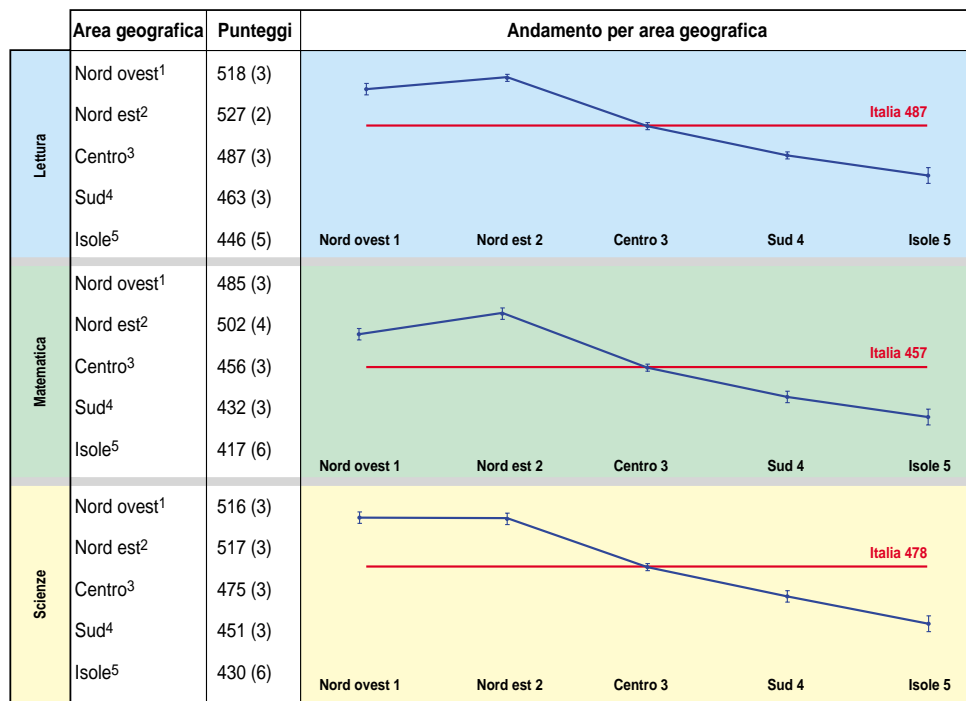 Area geografica Punteggi Andamento per area geografica
Lettura
Nord ovest1 518 (3)
Nord est2 527 (2)
Centro3 487 (3)
Sud4 463 (3)
Isole5 446 (5)
Italia 487
Nord ovest 1 Nord est 2 Centro 3 Sud 4 Isole 5
Matematica
Nord ovest1 485 (3)
Nord est2 502 (4)
Centro3 456 (3)
Sud4 432 (3)
Isole5 417 (6)
Italia 457
Nord ovest 1 Nord est 2 Centro 3 Sud 4 Isole 5
Scienze
Nord ovest1 516 (3)
Nord est2 517 (3)
Centro3 475 (3)
Sud4 451 (3)
Isole5 430 (6)
Italia 478
Nord ovest 1 Nord est 2 Centro 3 Sud 4 Isole 5